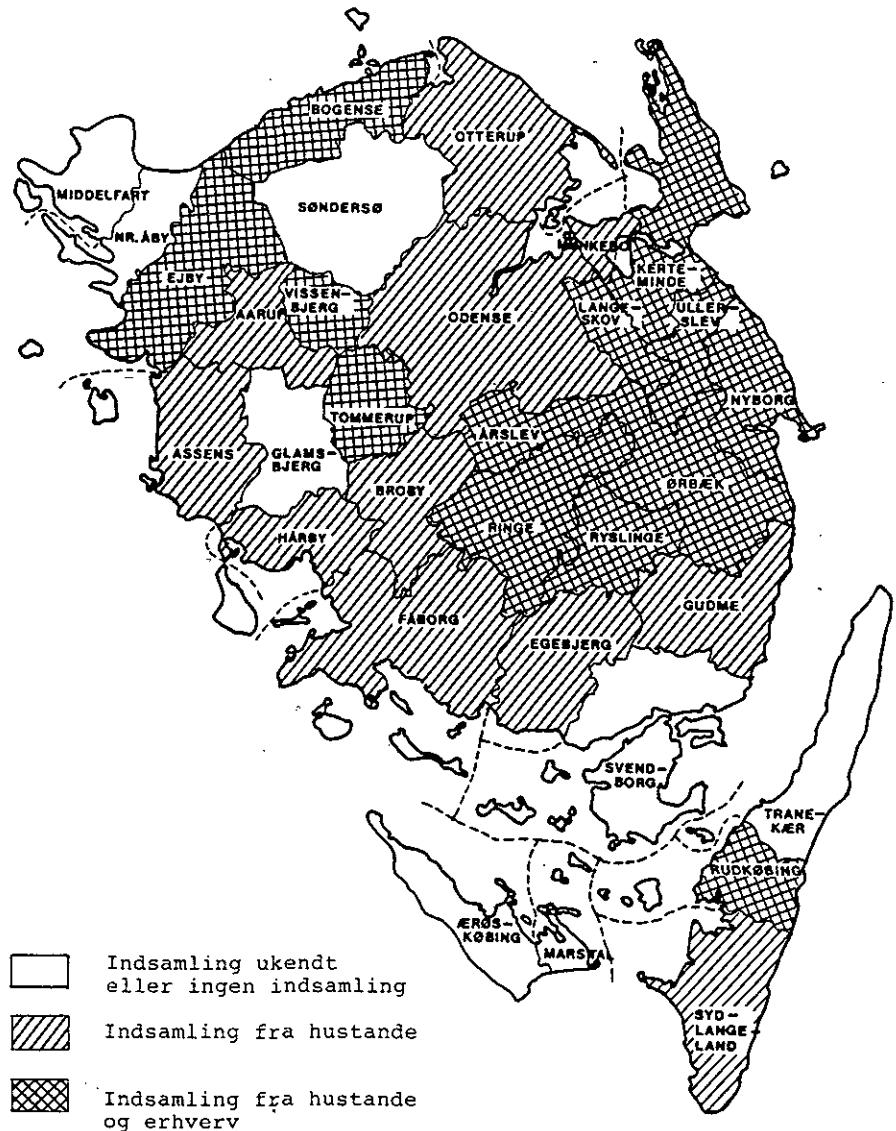 BOGENSE
OTTERUP
MIDDELFART
SØNDERSØ
NR. ÅBY
MUNKEBO
KERTE-
MINDE
EJBY
VISSEN-
BJERG
AARUP
ODENSE
LANGE-
SKOV
ULLER-
SLEV
NYBORG
TOMMERUP
ÅRSLEV
ASSENS
GLAMS-
BJERG
BROBY
ØRBÆK
RINGE
RYSLINGE
HÅRBY
FÅBORG
GUDME
EGEBJERG
SVEND-
BORG
TRANE-
KÆR
RUDKØBING
ÆRØS-
KØBING
MARSTAL
SYD-
LANGE-
LAND
Indsamling ukendt
eller ingen indsamling
Indsamling fra hustande
Indsamling fra hustande
og erhverv